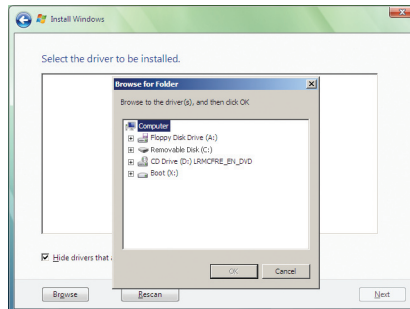 Install Windows
Select the driver to be installed.
Browse for Folder
Browse to the driver(s), and then click OK
Computer
Floppy Disk Drive (A:)
Removable Disk (C:)
CD Drive (D:) LRMCFRE_EN_DVD
Boot (X:)
Hide drivers that
OK
Cancel
Browse
Rescan
Next